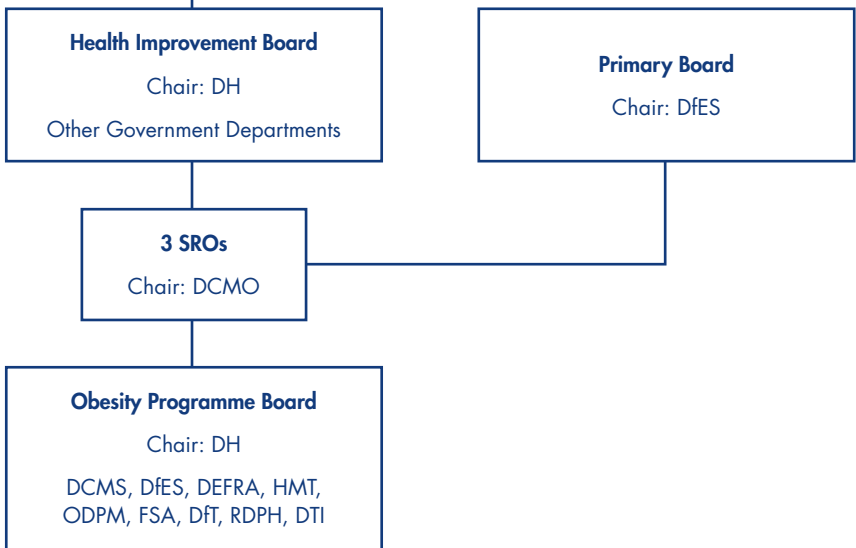 Health Improvement Board
Chair: DH
Other Government Departments
Primary Board
Chair: DfES
3 SROs
Chair: DCMO
Obesity Programme Board
Chair: DH
DCMS, DfES, DEFRA, HMT,
ODPM, FSA, DfT, RDPH, DTI